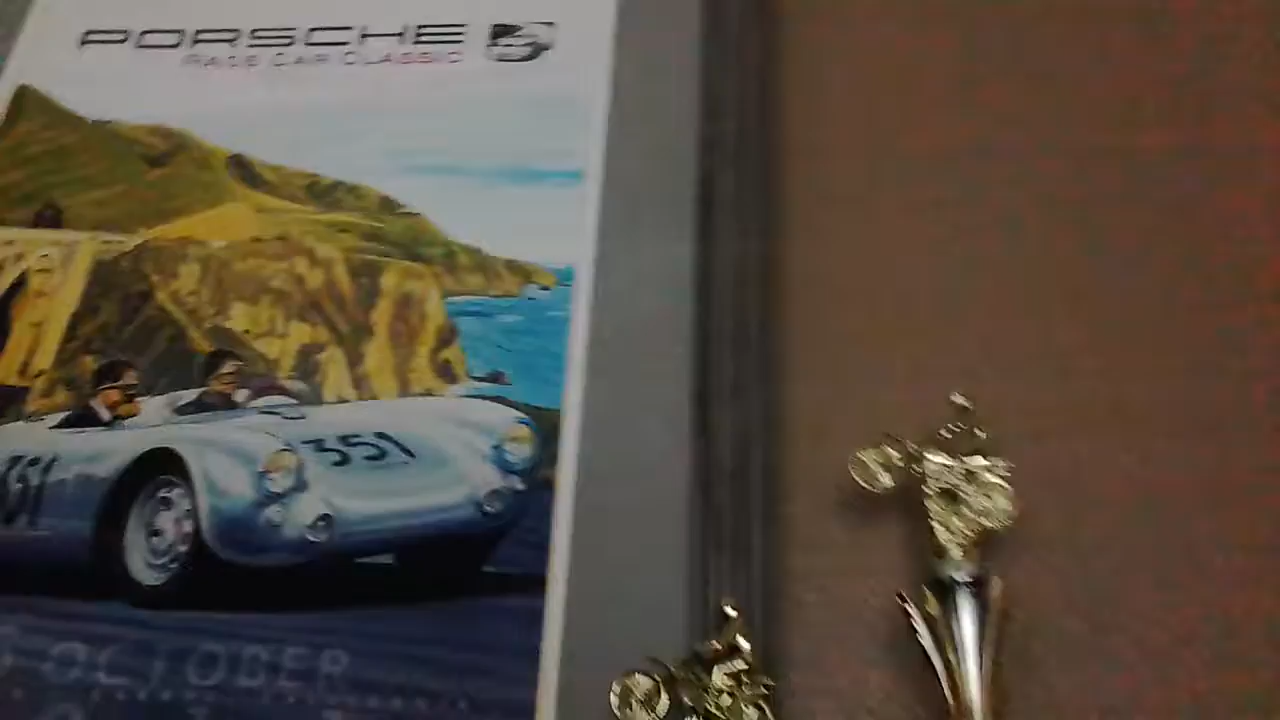 PORSCHE
RACE CAR CLASSIC
351
351
OCTOBER